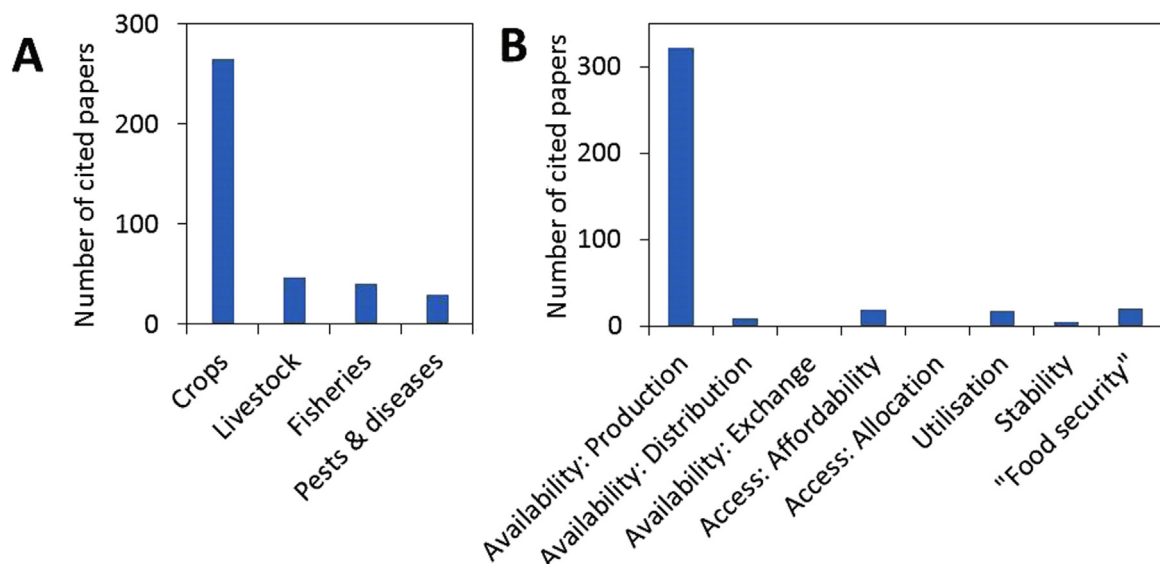 A
Number of cited papers
300
200
100
0
Crops
Livestock
Fisheries
Pests & diseases
B
Number of cited papers
300
200
100
0
Availability: Production
Availability: Distribution
Availability: Exchange
Access: Affordability
Access: Allocation
Utilisation
Stability
"Food security"